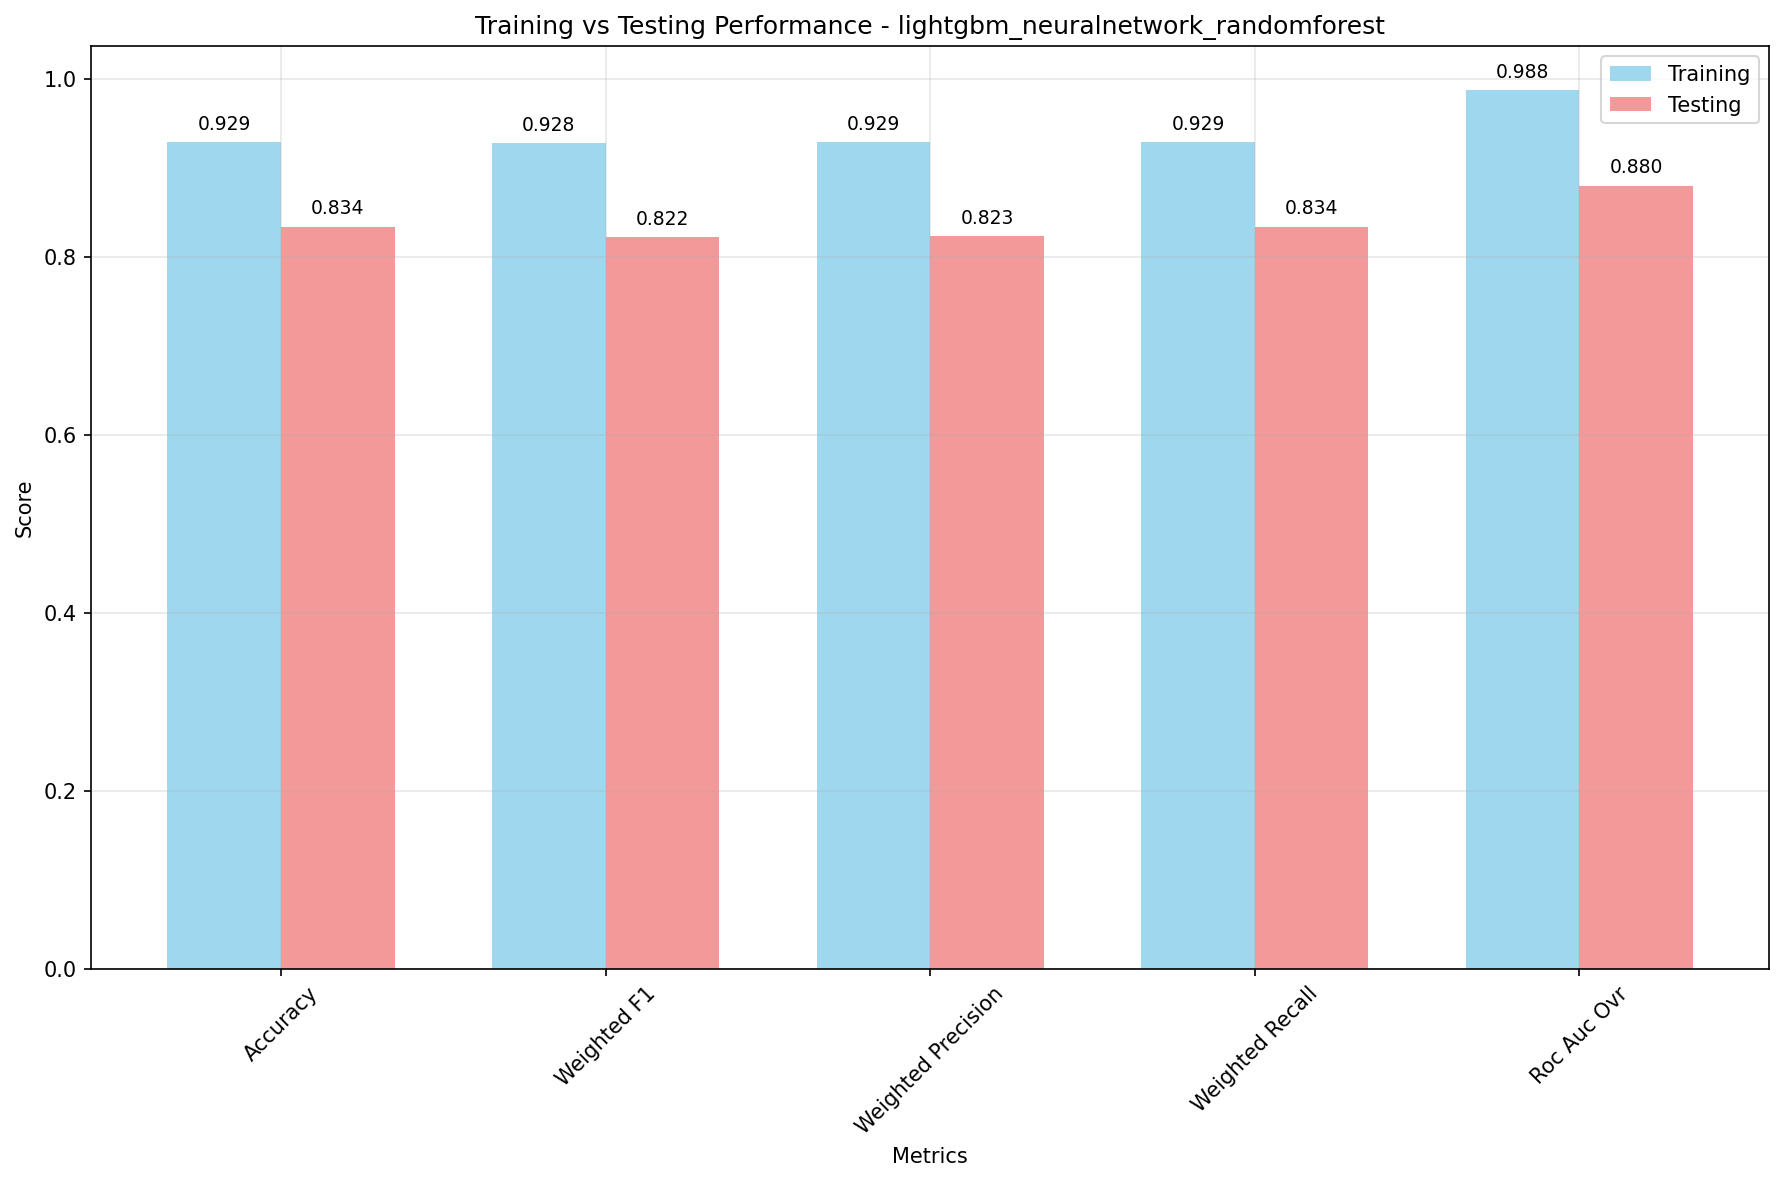 Training vs Testing Performance - lightgbm_neuralnetwork_randomforest
Training
Testing
1.0
0.8
0.6
0.4
0.2
0.0
Score
0.929
0.834
0.928
0.822
0.929
0.823
0.929
0.834
0.988
0.880
Accuracy
Weighted F1
Weighted Precision
Weighted Recall
Roc Auc Ovr
Metrics